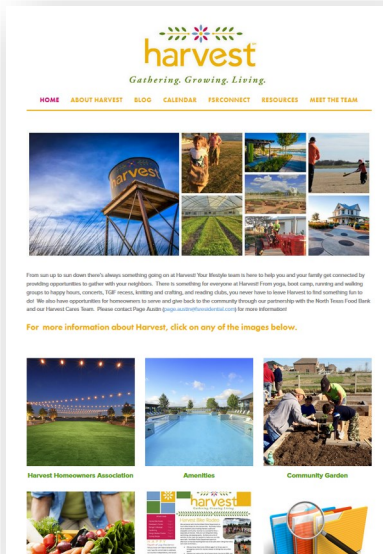 harvest
Gathering. Growing. Living.
HOME ABOUT HARVEST BLOG CALENDAR FSRCONNECT RESOURCES MEET THE TEAM
harvest
From sun up to sun down there's always something going on at Harvest! Your lifestyle team is here to help you and your family get connected by
providing opportunities to gather with your neighbors. There is something for everyone at Harvest! From yoga, boot camp, running and walking
groups to happy hours, concerts, TGIF recess, knitting and crafting, and reading clubs, you never have to leave Harvest to find something fun to
do! We also have opportunities for homeowners to serve and give back to the community through our partnership with the North Texas Food Bank
and our Harvest Cares Team. Please contact Page Austin (page.austin@fsresidential.com) for more information!
For more information about Harvest, click on any of the images below.
Harvest Homeowners Association
Amenities
Community Garden
harvest